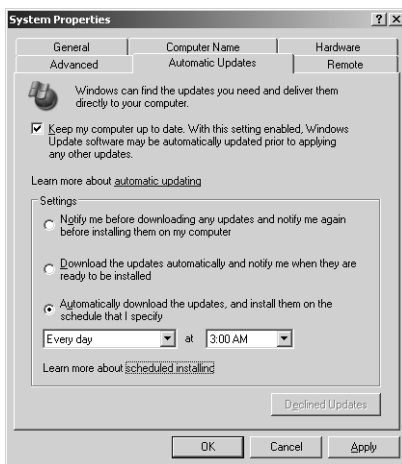 System Properties
General Computer Name Hardware
Advanced Automatic Updates Remote
Windows can find the updates you need and deliver them
directly to your computer.
Keep my computer up to date. With this setting enabled, Windows
Update software may be automatically updated prior to applying
any other updates.
Learn more about automatic updating
Settings
Notify me before downloading any updates and notify me again
before installing them on my computer
Download the updates automatically and notify me when they are
ready to be installed
Automatically download the updates, and install them on the
schedule that I specify
Every day at 3:00 AM
Learn more about scheduled installing
Declined Updates
OK Cancel Apply